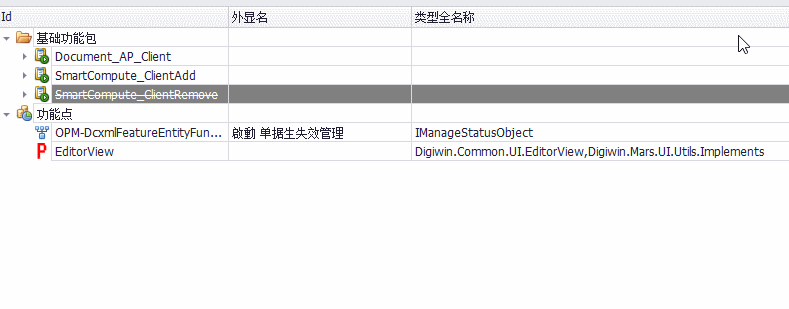 Id 外显名 类型全名称
基础功能包
Document_AP_Client
SmartCompute_ClientAdd
SmartCompute_ClientRemove
功能点
OPM-DcxmlFeatureEntityFun... 啟動 单据生失效管理 IManageStatusObject
P EditorView Digiwin.Common.UI.EditorView,Digiwin.Mars.UI.Utils.Implements